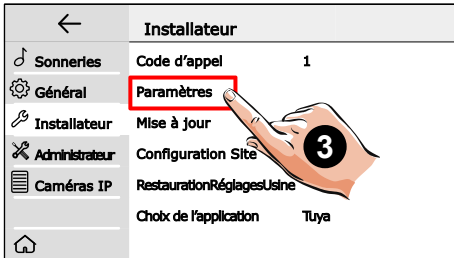 Installateur
Sonneries
Général
Installateur
Administrateur
Caméras IP
Code d'appel 1
Paramètres
Mise à jour
Configuration Site
RestaurationRéglagesUsine
Choix de l'application Tuya
3